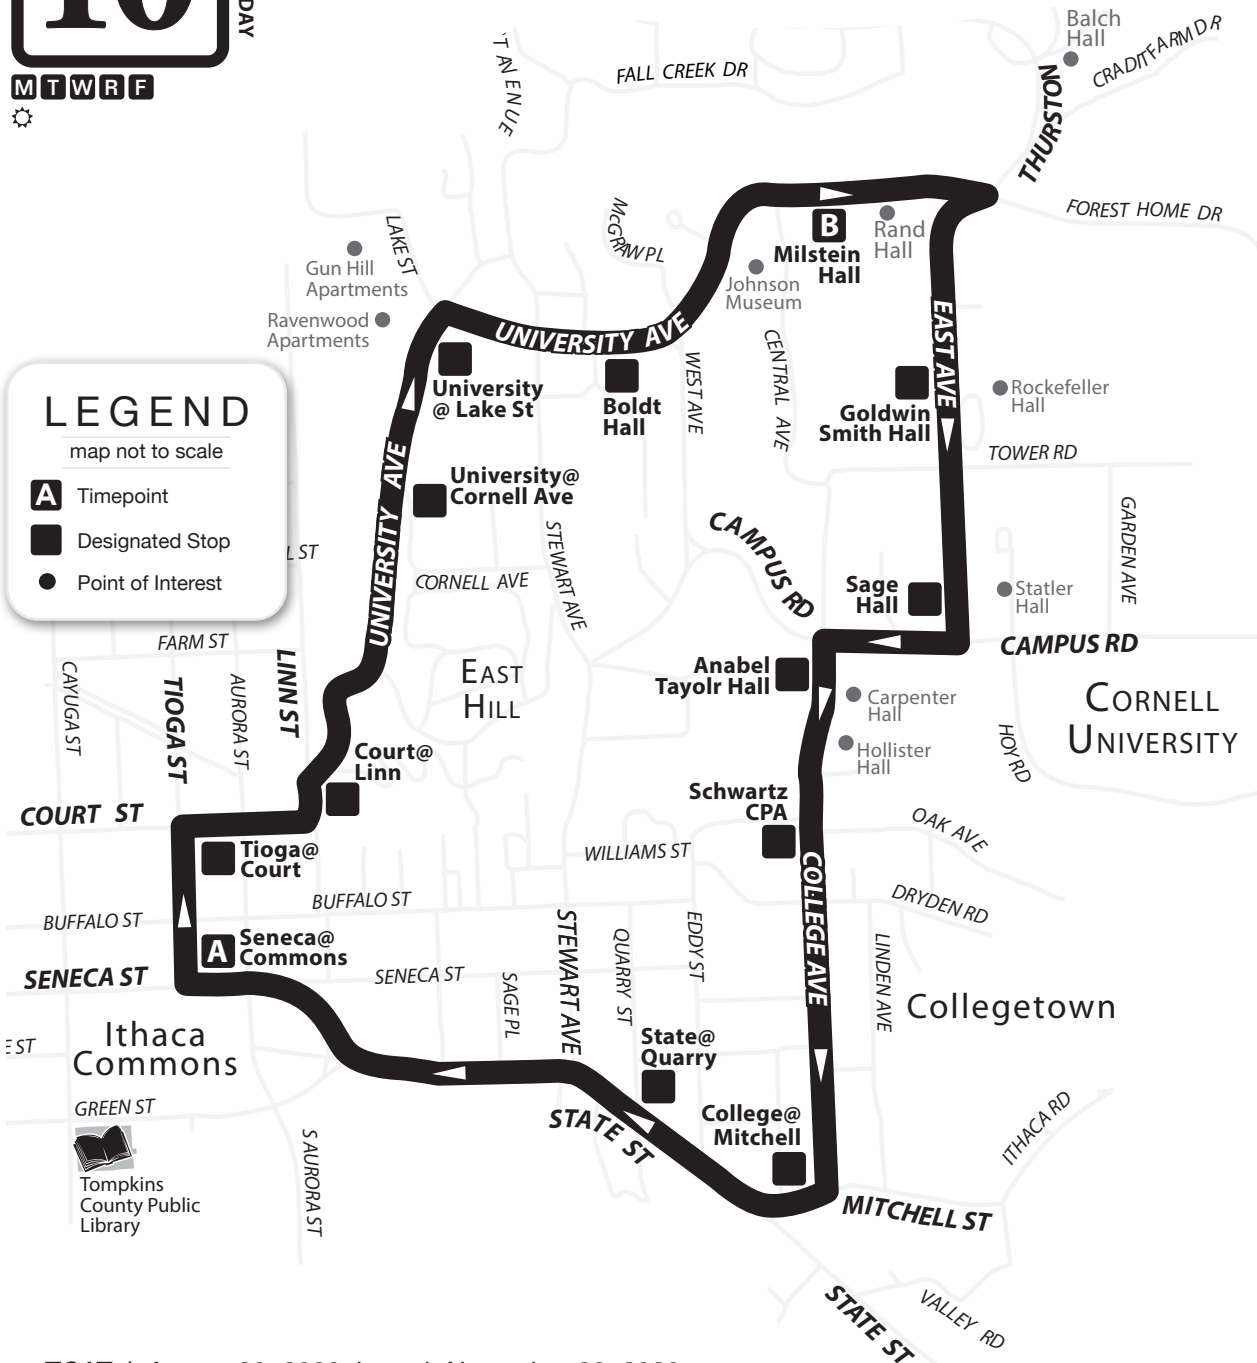 10
DAY
M T W R F
Balch
Hall
CRADIT FARM DR
THURSTON
FALL CREEK DR
FOREST HOME DR
LAKE ST
McGRAW PL
Gun Hill
Apartments
Ravenwood
Apartments
B
Milstein
Hall
Rand
Hall
Johnson
Museum
UNIVERSITY AVE
EAST AVE
WEST AVE
CENTRAL AVE
University
@ Lake St
Boldt
Hall
Goldwin
Smith Hall
Rockefeller
Hall
TOWER RD
LEGEND
map not to scale
A Timepoint
Designated Stop
Point of Interest
UNIVERSITY AVE
University@
Cornell Ave
STEWART AVE
CAMPUS RD
GARDEN AVE
L ST
CORNELL AVE
Sage
Hall
Statler
Hall
FARM ST
CAYUGA ST
TIOGA ST
AURORA ST
LINN ST
EAST
HILL
Anabel
Tayolr Hall
CAMPUS RD
Carpenter
Hall
Hollister
Hall
CORNELL
UNIVERSITY
HOY RD
Court@
Linn
COURT ST
Schwartz
CPA
OAK AVE
Tioga@
Court
WILLIAMS ST
COLLEGE AVE
DRYDEN RD
BUFFALO ST
BUFFALO ST
A
Seneca@
Commons
STEWART AVE
QUARRY ST
EDDY ST
LINDEN AVE
SENECA ST
SENECA ST
SAGE PL
Collegetown
Ithaca
Commons
E ST
State@
Quarry
GREEN ST
College@
Mitchell
STATE ST
ITHACA RD
Tompkins
County Public
Library
S AURORA ST
MITCHELL ST
STATE ST
VALLEY RD